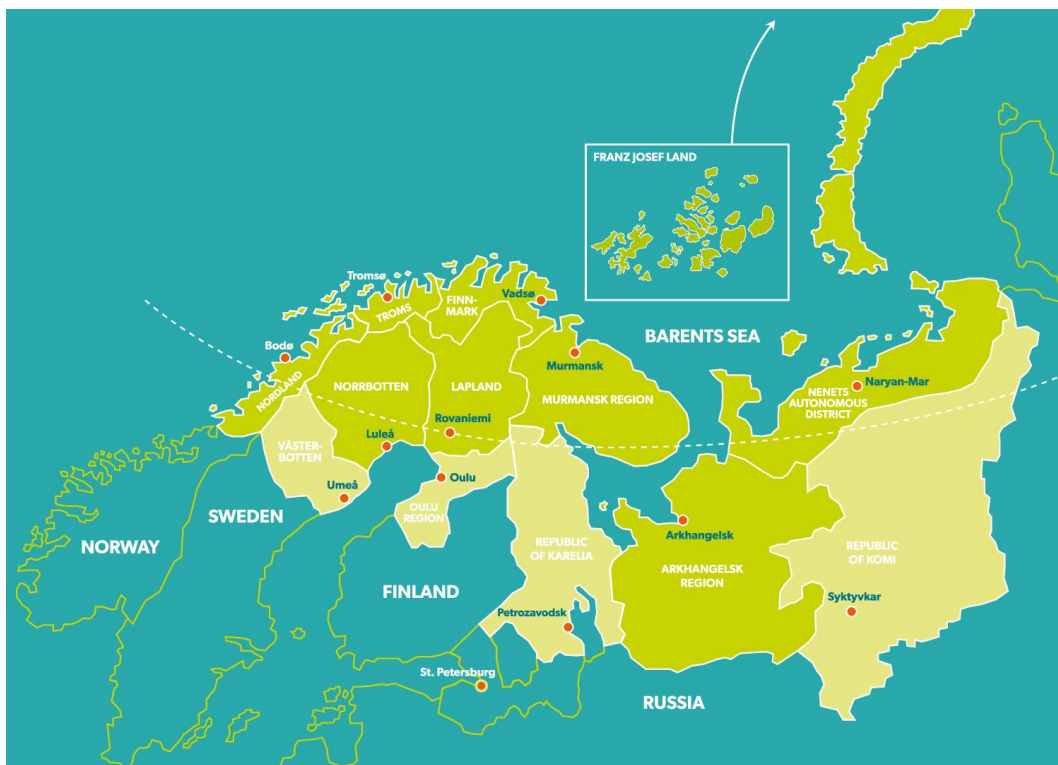 FRANZ JOSEF LAND
Tromsø
TROMS
FINN-
MARK
Vadsø
BARENTS SEA
Bodø
Murmansk
NORDLAND
NORRBOTTEN
LAPLAND
MURMANSK REGION
NENETS
AUTONOMOUS
DISTRICT
Naryan-Mar
Rovaniemi
Luleå
VÄSTER-
BOTTEN
Oulu
Umeå
OULU
REGION
SWEDEN
NORWAY
REPUBLIC
OF KARELIA
Arkhangelsk
ARKHANGELSK
REGION
REPUBLIC
OF KOMI
FINLAND
Petrozavodsk
Syktyvkar
St. Petersburg
RUSSIA